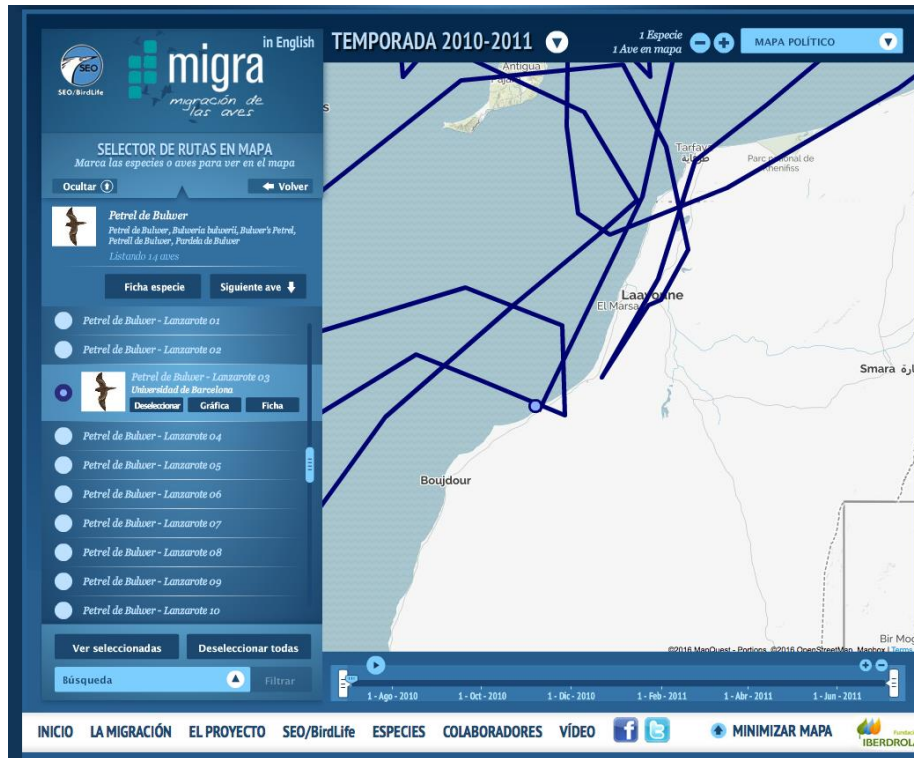 in English
SEO
SEO/BirdLife
migra
migración de
las aves
SELECTOR DE RUTAS EN MAPA
Marca las especies o aves para ver en el mapa
Ocultar
Volver
Petrel de Bulwer
Petrel de Bulwer, Bulweria bulwerii, Bulwer's Petrel,
Petrell de Bulwer, Pardela de Bulwer
Listando 14 aves
Ficha especie
Siguiente ave
Petrel de Bulwer - Lanzarote 01
Petrel de Bulwer - Lanzarote 02
Petrel de Bulwer - Lanzarote 03
Universidad de Barcelona
Deseleccionar Gráfica Ficha
Petrel de Bulwer - Lanzarote 04
Petrel de Bulwer - Lanzarote 05
Petrel de Bulwer - Lanzarote 06
Petrel de Bulwer - Lanzarote 07
Petrel de Bulwer - Lanzarote 08
Petrel de Bulwer - Lanzarote 09
Petrel de Bulwer - Lanzarote 10
Ver seleccionadas
Deseleccionar todas
Búsqueda
Filtrar
TEMPORADA 2010-2011
1 Especie
1 Ave en mapa
MAPA POLÍTICO
Antigua
Tarfaya
طرفاية
Parc national de
Khenifiss
Laayoune
El Marsa
Smara
Boujdour
Bir Mog
©2016 MapQuest - Portions, ©2016 OpenStreetMap, Mapbox | Terms
1 - Ago - 2010
1 - Oct - 2010
1 - Dic - 2010
1 - Feb - 2011
1 - Abr - 2011
1 - Jun - 2011
INICIO LA MIGRACIÓN EL PROYECTO SEO/BirdLife ESPECIES COLABORADORES VÍDEO
MINIMIZAR MAPA
IBERDROLA